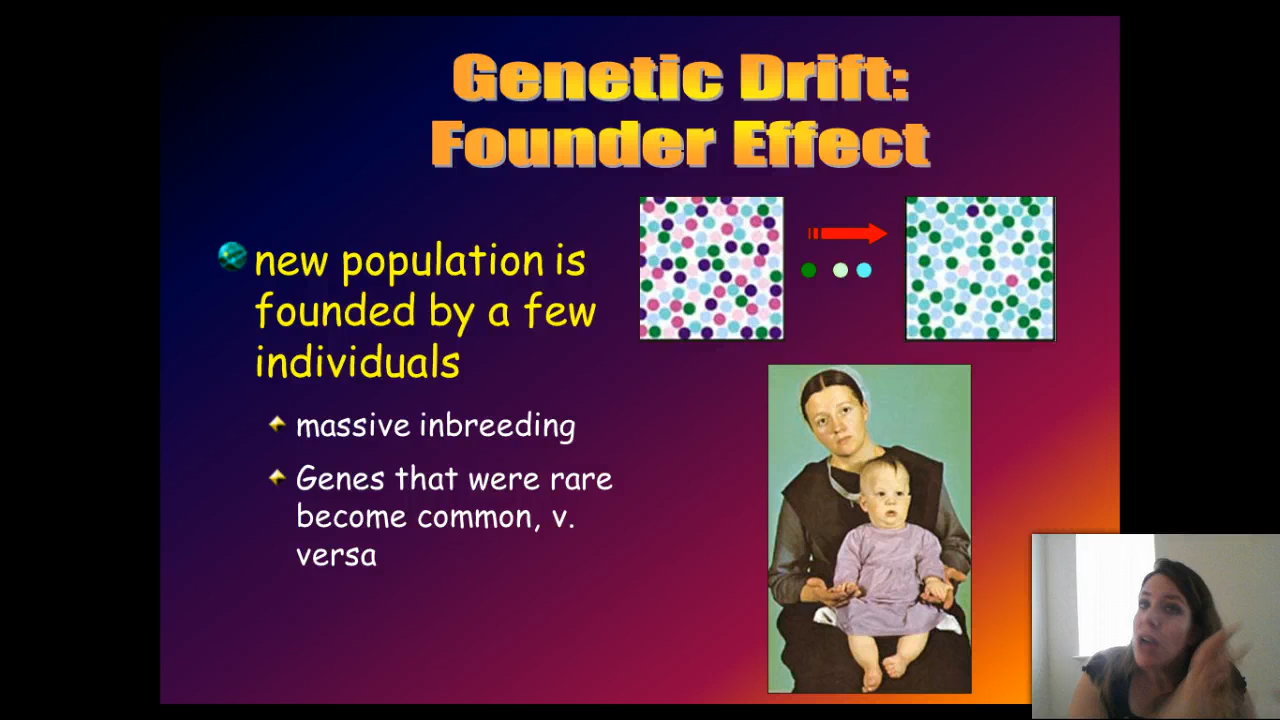 Genetic Drift:
Founder Effect
new population is
founded by a few
individuals
massive inbreeding
Genes that were rare
become common, v.
versa